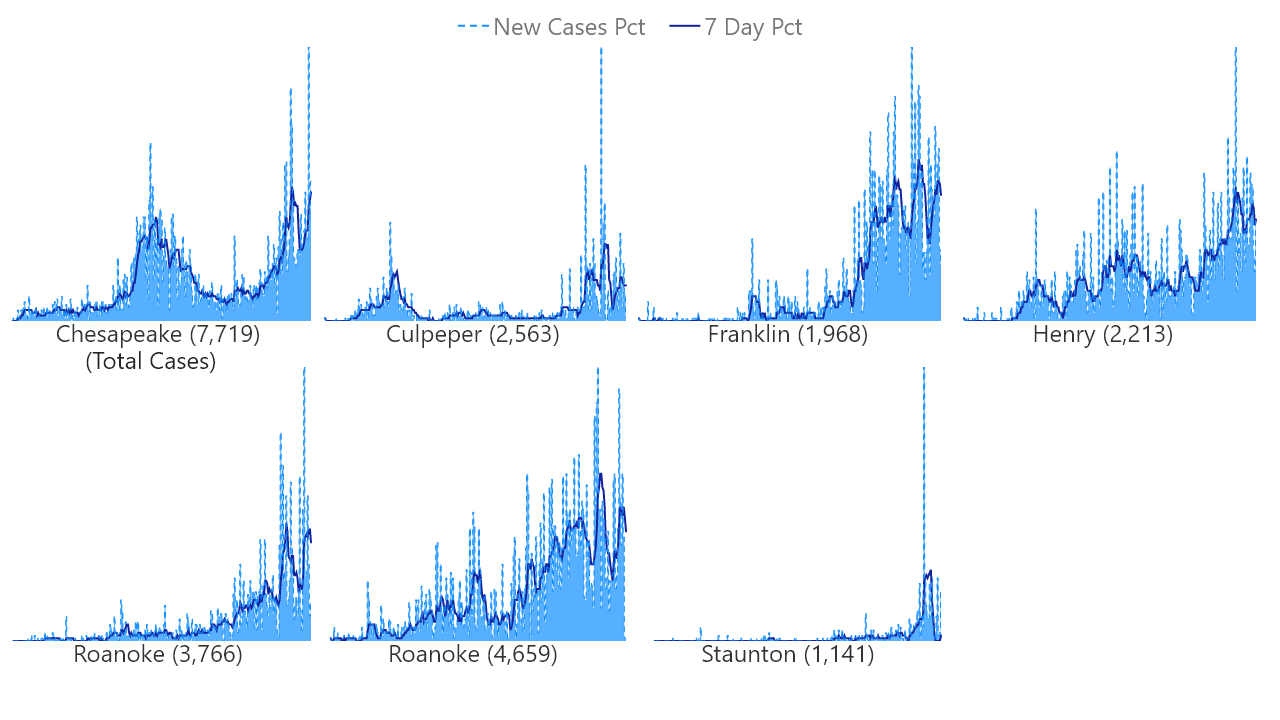 New Cases Pct 7 Day Pct
Chesapeake (7,719) Culpeper (2,563) Franklin (1,968) Henry (2,213)
(Total Cases)
Roanoke (3,766) Roanoke (4,659) Staunton (1,141)